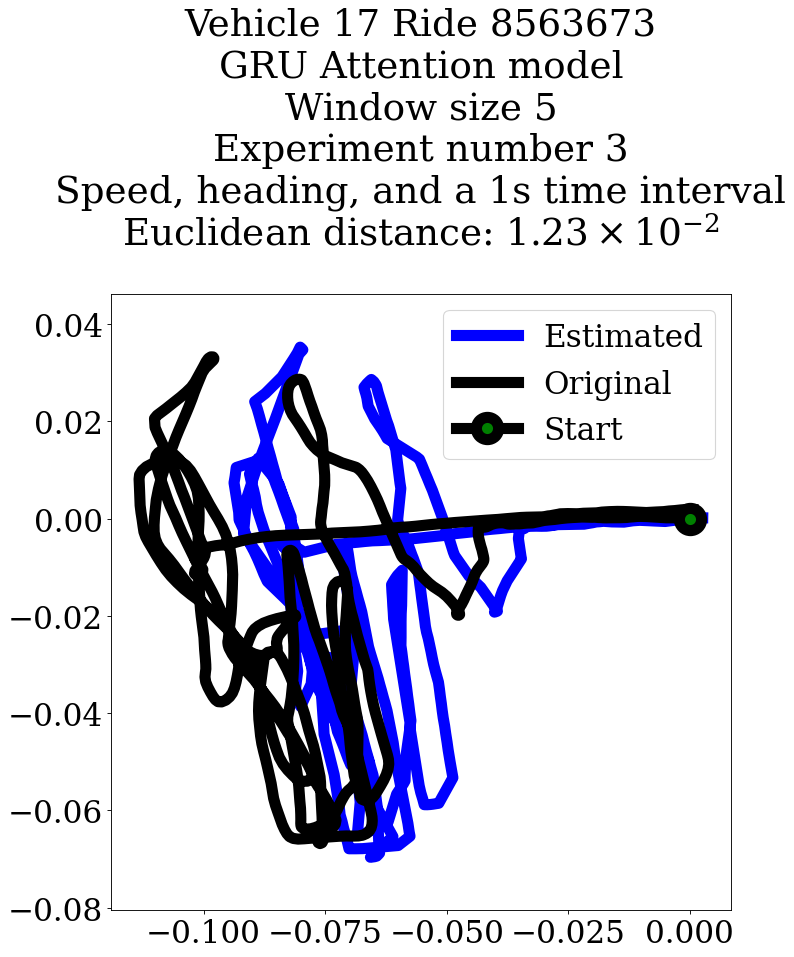 Vehicle 17 Ride 8563673
GRU Attention model
Window size 5
Experiment number 3
Speed, heading, and a 1s time interval
Euclidean distance: 1.23 × 10⁻²
Estimated
Original
Start
0.04
0.02
0.00
−0.02
−0.04
−0.06
−0.08
−0.100 −0.075 −0.050 −0.025 0.000